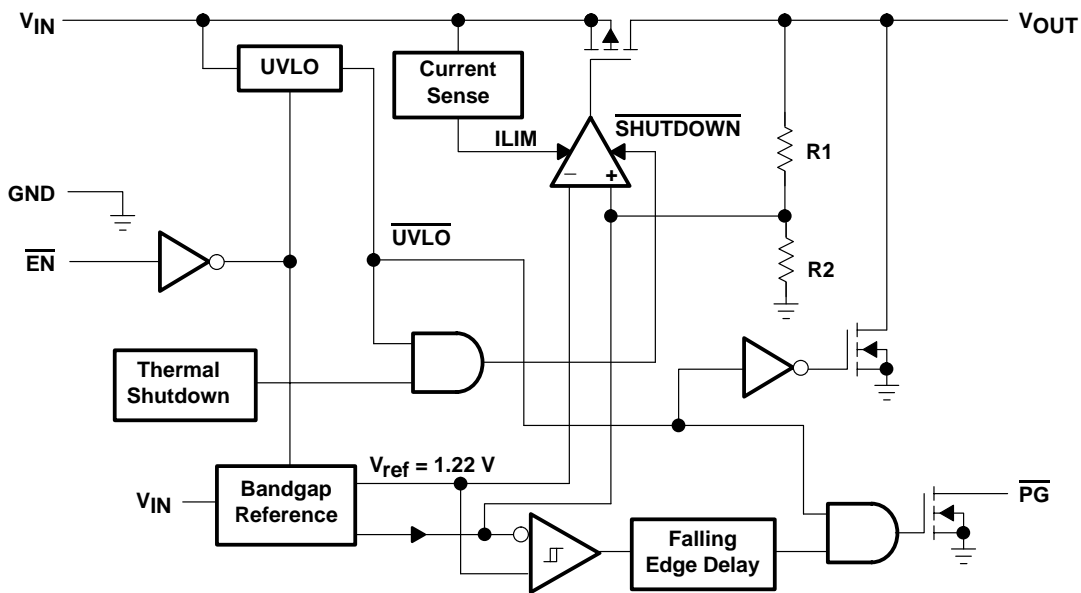 VIN
VOUT
UVLO
Current
Sense
SHUTDOWN
ILIM
R1
− +
GND
UVLO
EN
R2
Thermal
Shutdown
Vref = 1.22 V
VIN
Bandgap
Reference
PG
Falling
Edge Delay